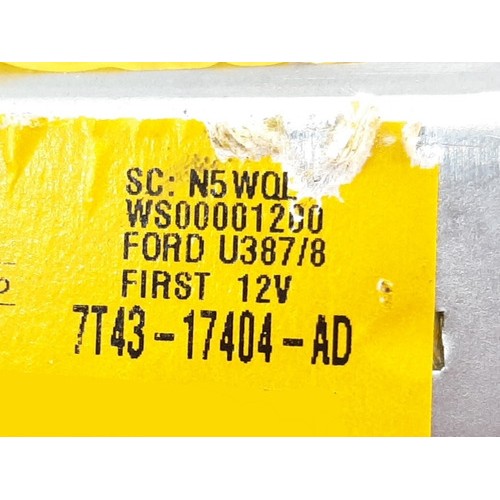 SC: N5WQL
WS00001200
FORD U387/8
FIRST 12V
7T43-17404-AD